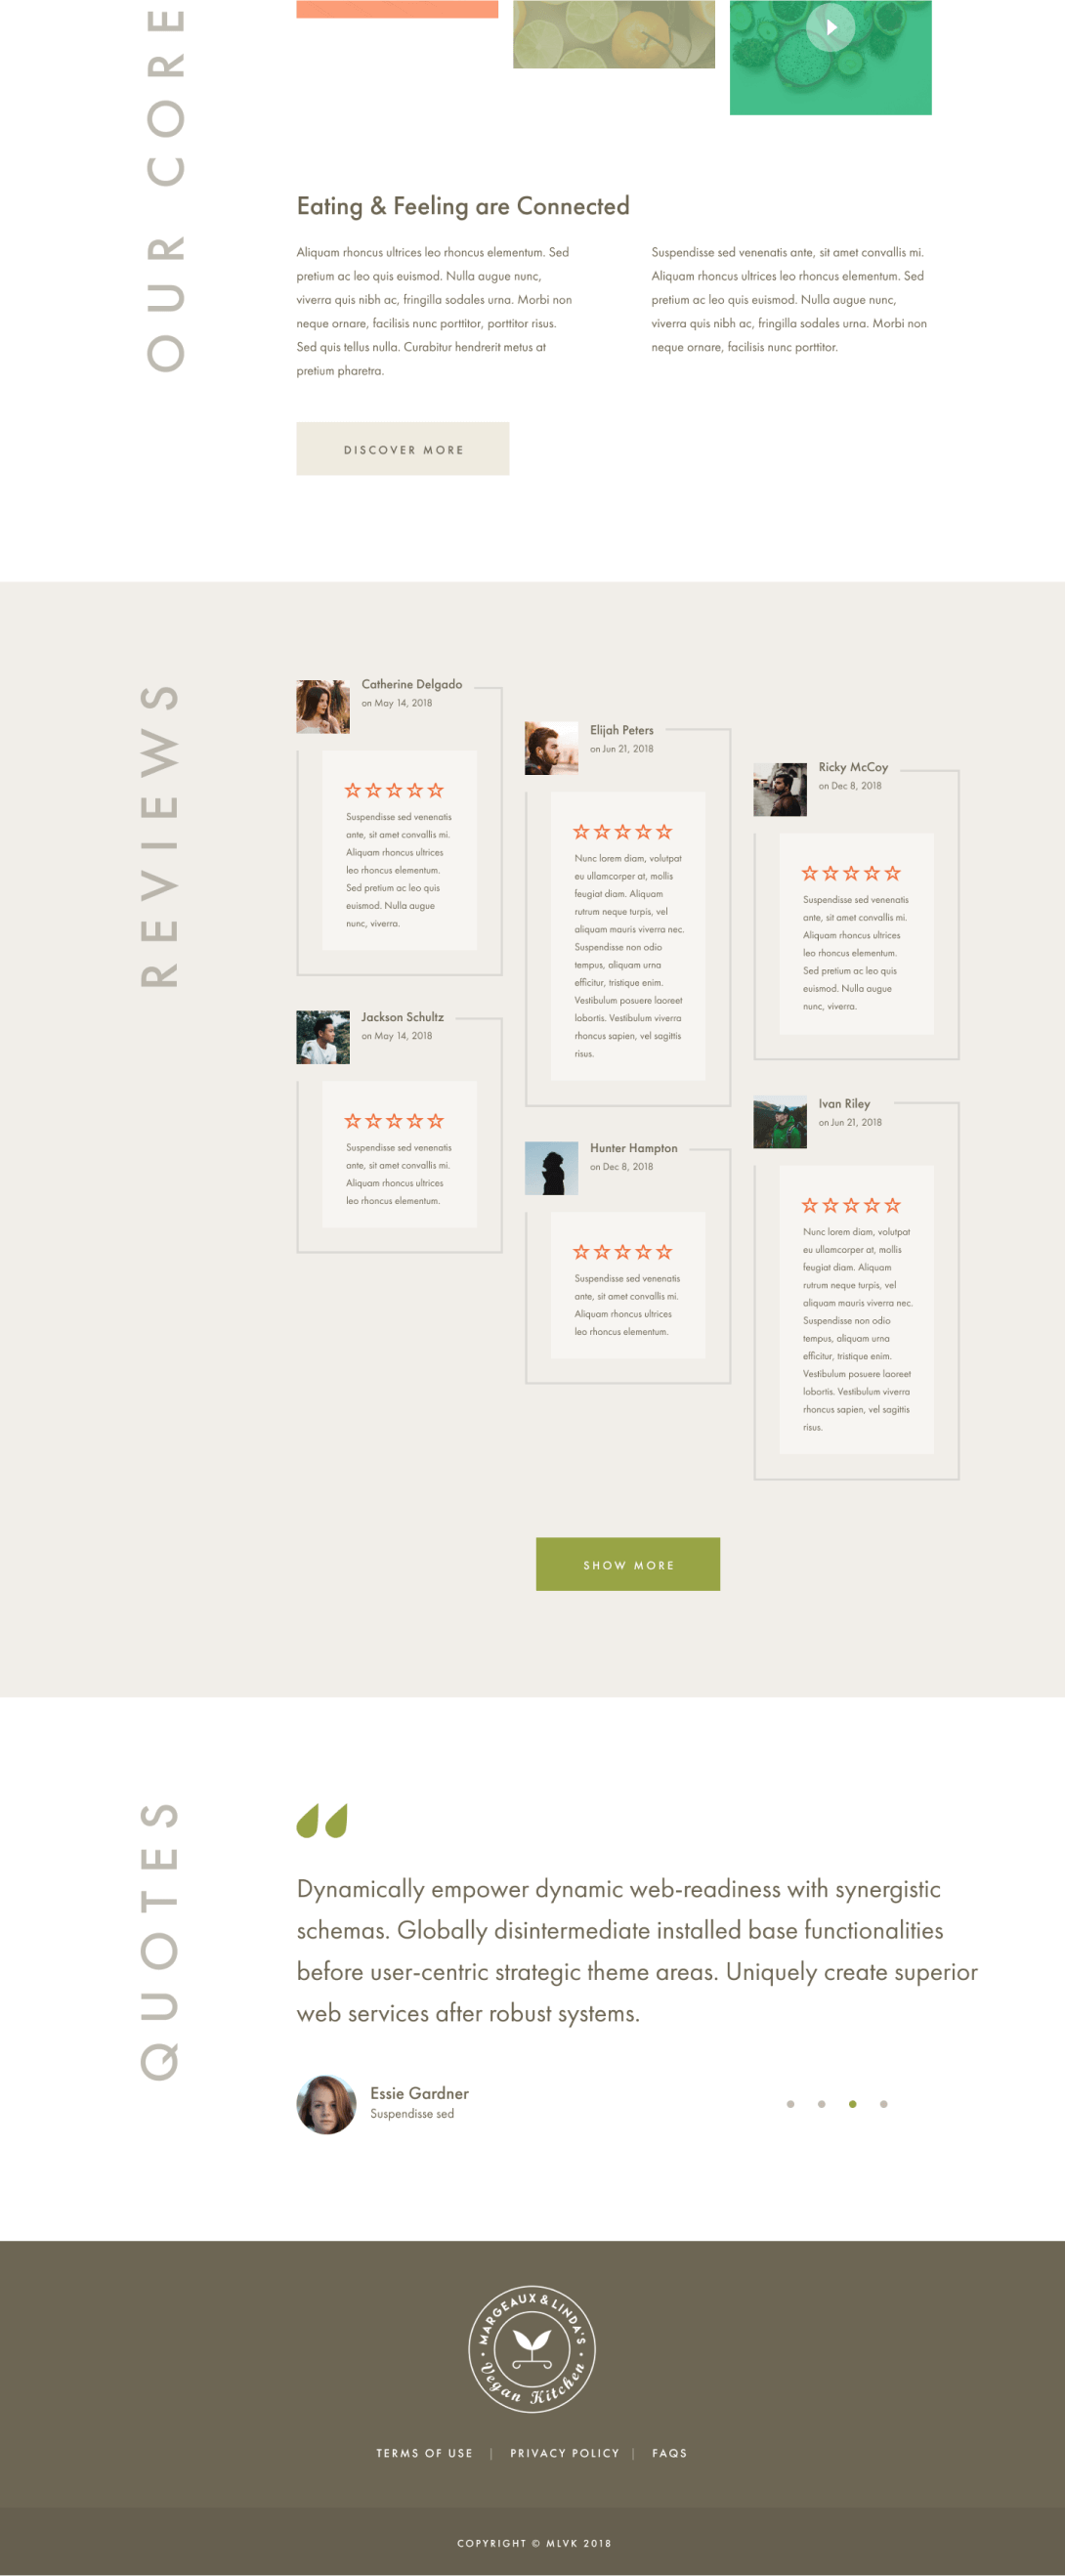 OUR CORE
Eating & Feeling are Connected
Aliquam rhoncus ultrices leo rhoncus elementum. Sed
pretium ac leo quis euismod. Nulla augue nunc,
viverra quis nibh ac, fringilla sodales urna. Morbi non
neque ornare, facilisis nunc porttitor, porttitor risus.
Sed quis tellus nulla. Curabitur hendrerit metus at
pretium pharetra.
Suspendisse sed venenatis ante, sit amet convallis mi.
Aliquam rhoncus ultrices leo rhoncus elementum. Sed
pretium ac leo quis euismod. Nulla augue nunc,
viverra quis nibh ac, fringilla sodales urna. Morbi non
neque ornare, facilisis nunc porttitor.
DISCOVER MORE
REVIEWS
Catherine Delgado
on May 14, 2018
Suspendisse sed venenatis
ante, sit amet convallis mi.
Aliquam rhoncus ultrices
leo rhoncus elementum.
Sed pretium ac leo quis
euismod. Nulla augue
nunc, viverra.
Jackson Schultz
on May 14, 2018
Suspendisse sed venenatis
ante, sit amet convallis mi.
Aliquam rhoncus ultrices
leo rhoncus elementum.
Elijah Peters
on Jun 21, 2018
Nunc lorem diam, volutpat
eu ullamcorper at, mollis
feugiat diam. Aliquam
rutrum neque turpis, vel
aliquam mauris viverra nec.
Suspendisse non odio
tempus, aliquam urna
efficitur, tristique enim.
Vestibulum posuere laoreet
lobortis. Vestibulum viverra
rhoncus sapien, vel sagittis
risus.
Hunter Hampton
on Dec 8, 2018
Suspendisse sed venenatis
ante, sit amet convallis mi.
Aliquam rhoncus ultrices
leo rhoncus elementum.
Ricky McCoy
on Dec 8, 2018
Suspendisse sed venenatis
ante, sit amet convallis mi.
Aliquam rhoncus ultrices
leo rhoncus elementum.
Sed pretium ac leo quis
euismod. Nulla augue
nunc, viverra.
Ivan Riley
on Jun 21, 2018
Nunc lorem diam, volutpat
eu ullamcorper at, mollis
feugiat diam. Aliquam
rutrum neque turpis, vel
aliquam mauris viverra nec.
Suspendisse non odio
tempus, aliquam urna
efficitur, tristique enim.
Vestibulum posuere laoreet
lobortis. Vestibulum viverra
rhoncus sapien, vel sagittis
risus.
SHOW MORE
QUOTES
Dynamically empower dynamic web-readiness with synergistic
schemas. Globally disintermediate installed base functionalities
before user-centric strategic theme areas. Uniquely create superior
web services after robust systems.
Essie Gardner
Suspendisse sed
MARGEAUX & LINDA'S
Vegan Kitchen
TERMS OF USE | PRIVACY POLICY | FAQS
COPYRIGHT © MLVK 2018